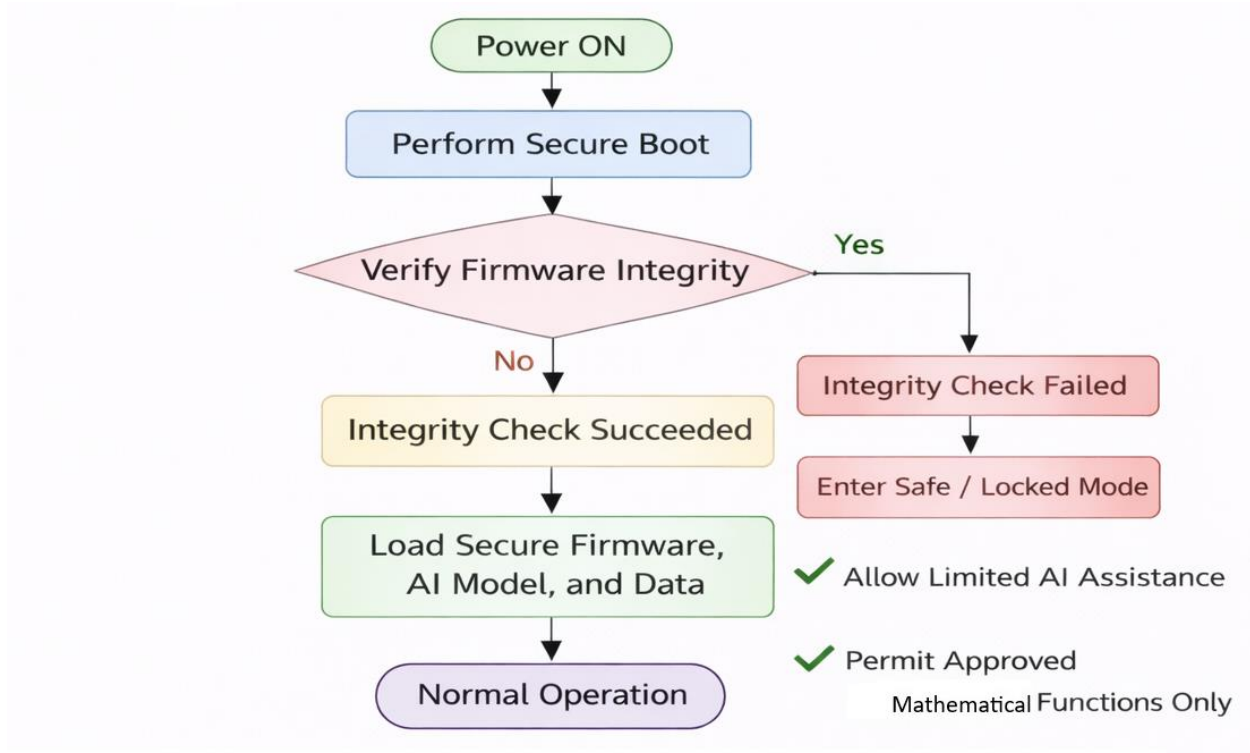 Power ON
Perform Secure Boot
Verify Firmware Integrity
Yes
No
Integrity Check Failed
Integrity Check Succeeded
Enter Safe / Locked Mode
Load Secure Firmware,
AI Model, and Data
Allow Limited AI Assistance
Permit Approved
Mathematical Functions Only
Normal Operation